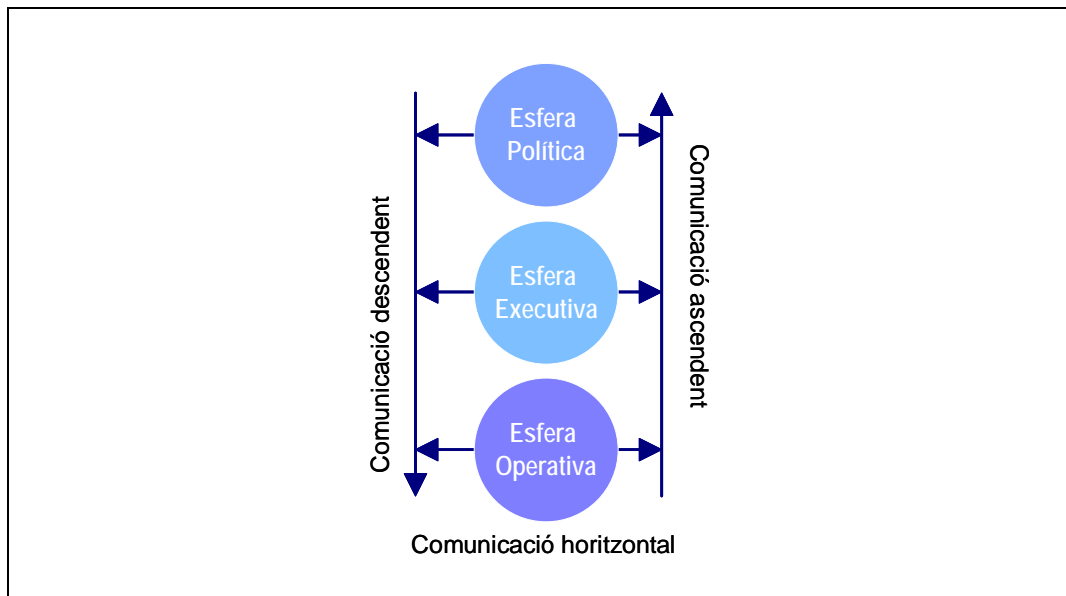 Esfera
Política
Comunicació descendent
Comunicació ascendent
Esfera
Executiva
Esfera
Operativa
Comunicació horitzontal